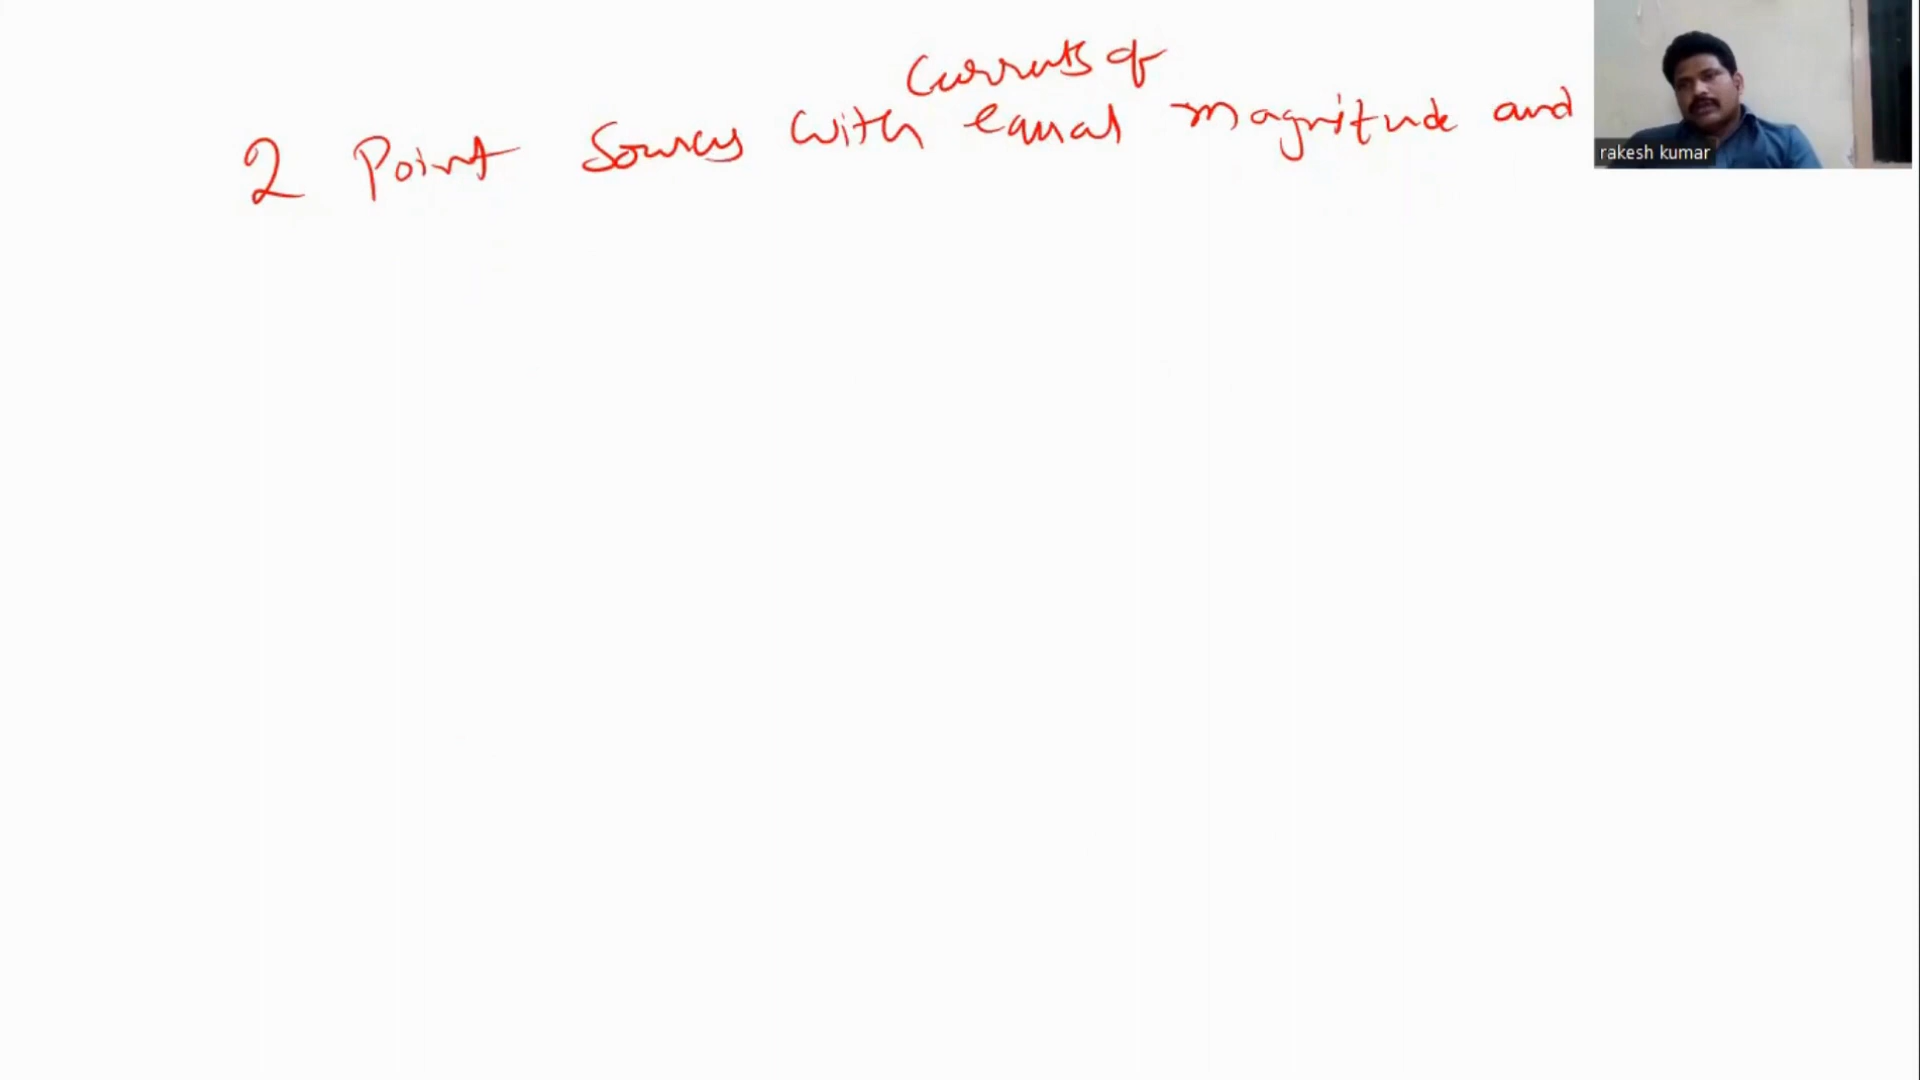 Currents of
2 Point Sources with equal magnitude and
rakesh kumar